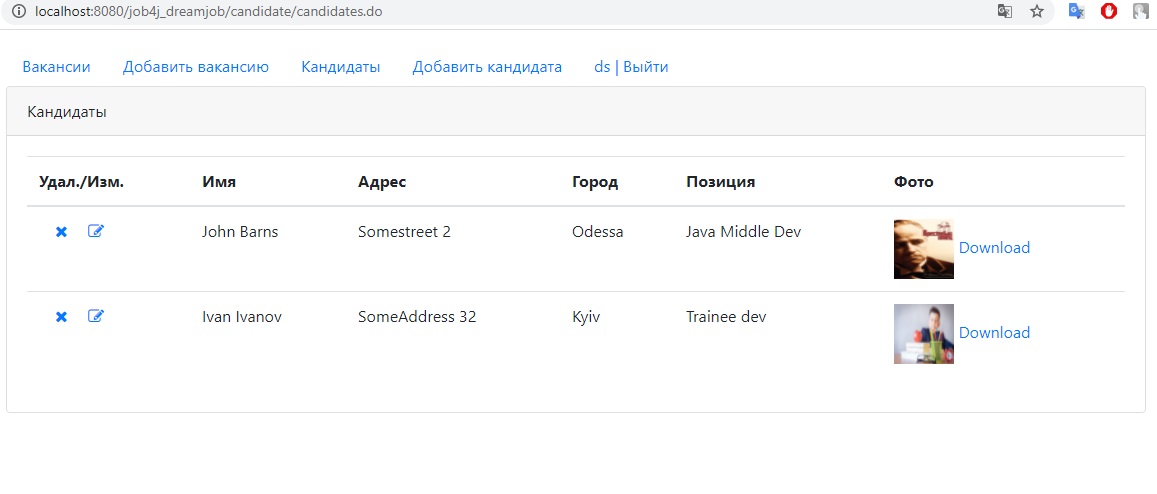 localhost:8080/job4j_dreamjob/candidate/candidates.do
Вакансии Добавить вакансию Кандидаты Добавить кандидата ds | Выйти
Кандидаты
Удал./Изм. Имя Адрес Город Позиция Фото
John Barns Somestreet 2 Odessa Java Middle Dev Download
Ivan Ivanov SomeAddress 32 Kyiv Trainee dev Download